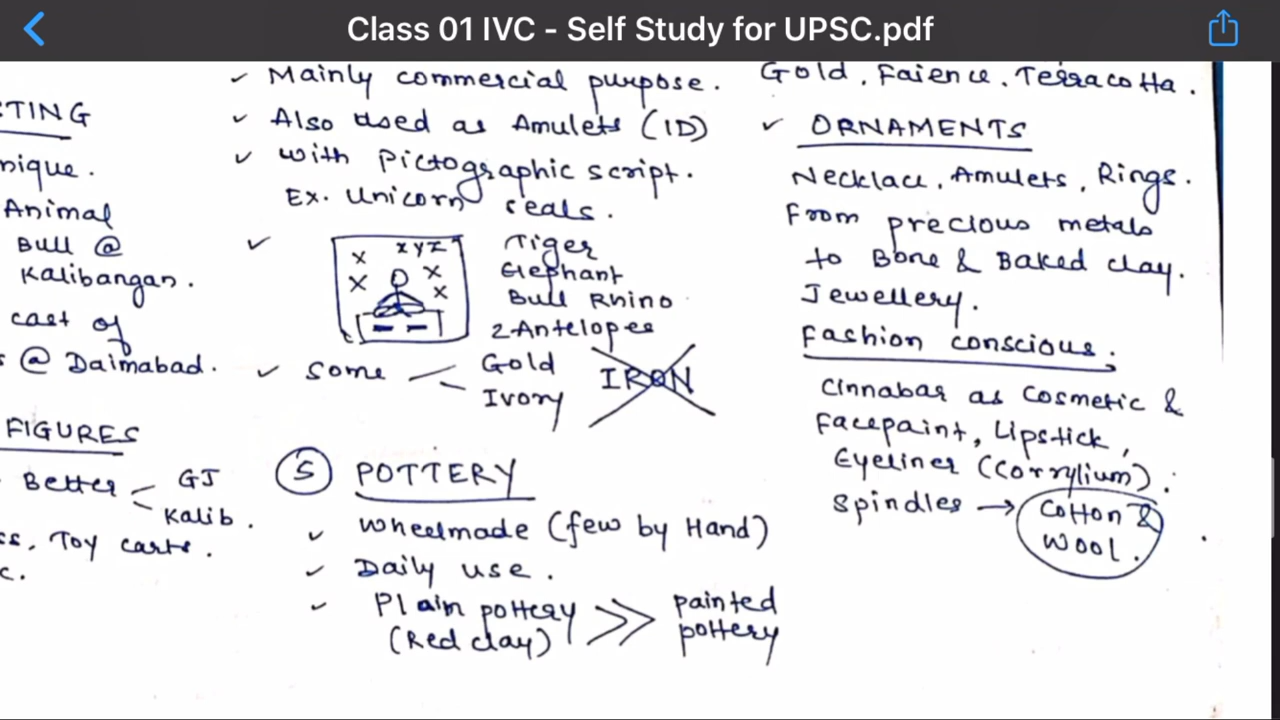 Class 01 IVC - Self Study for UPSC.pdf
TING
nique.
Animal
Bull @
Kalibangan.
cast of
s @ Daimabad.
FIGURES
Better < GJ
Kalib.
ss, Toy carts.
c.
✓ Mainly commercial purpose.
✓ Also used as Amulets (ID)
✓ with Pictographic script.
Ex. Unicorn seals.
✓
x y z
x x
x x
Tiger
Elephant
Bull Rhino
2 Antelopes
✓ some < Gold
Ivory
IRON
5 POTTERY
✓ wheelmade (few by Hand)
✓ Daily use.
✓ Plain pottery >> painted
(Red clay) pottery
Gold, Faience, Terracotta.
✓ ORNAMENTS
Necklace, Amulets, Rings.
From precious metals
to Bone & Baked clay.
Jewellery.
Fashion conscious.
Cinnabar as Cosmetic &
Facepaint, Lipstick,
Eyeliner (Corrylium).
Spindles → Cotton &
wool.